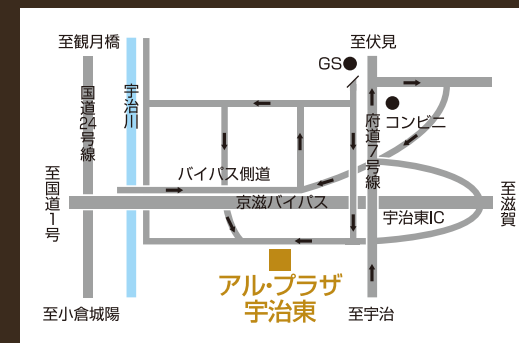 至観月橋
至伏見
GS
国道24号線
宇治川
府道7号線
コンビニ
バイパス側道
至国道1号
京滋バイパス
宇治東IC
至滋賀
アル・プラザ
宇治東
至小倉城陽
至宇治